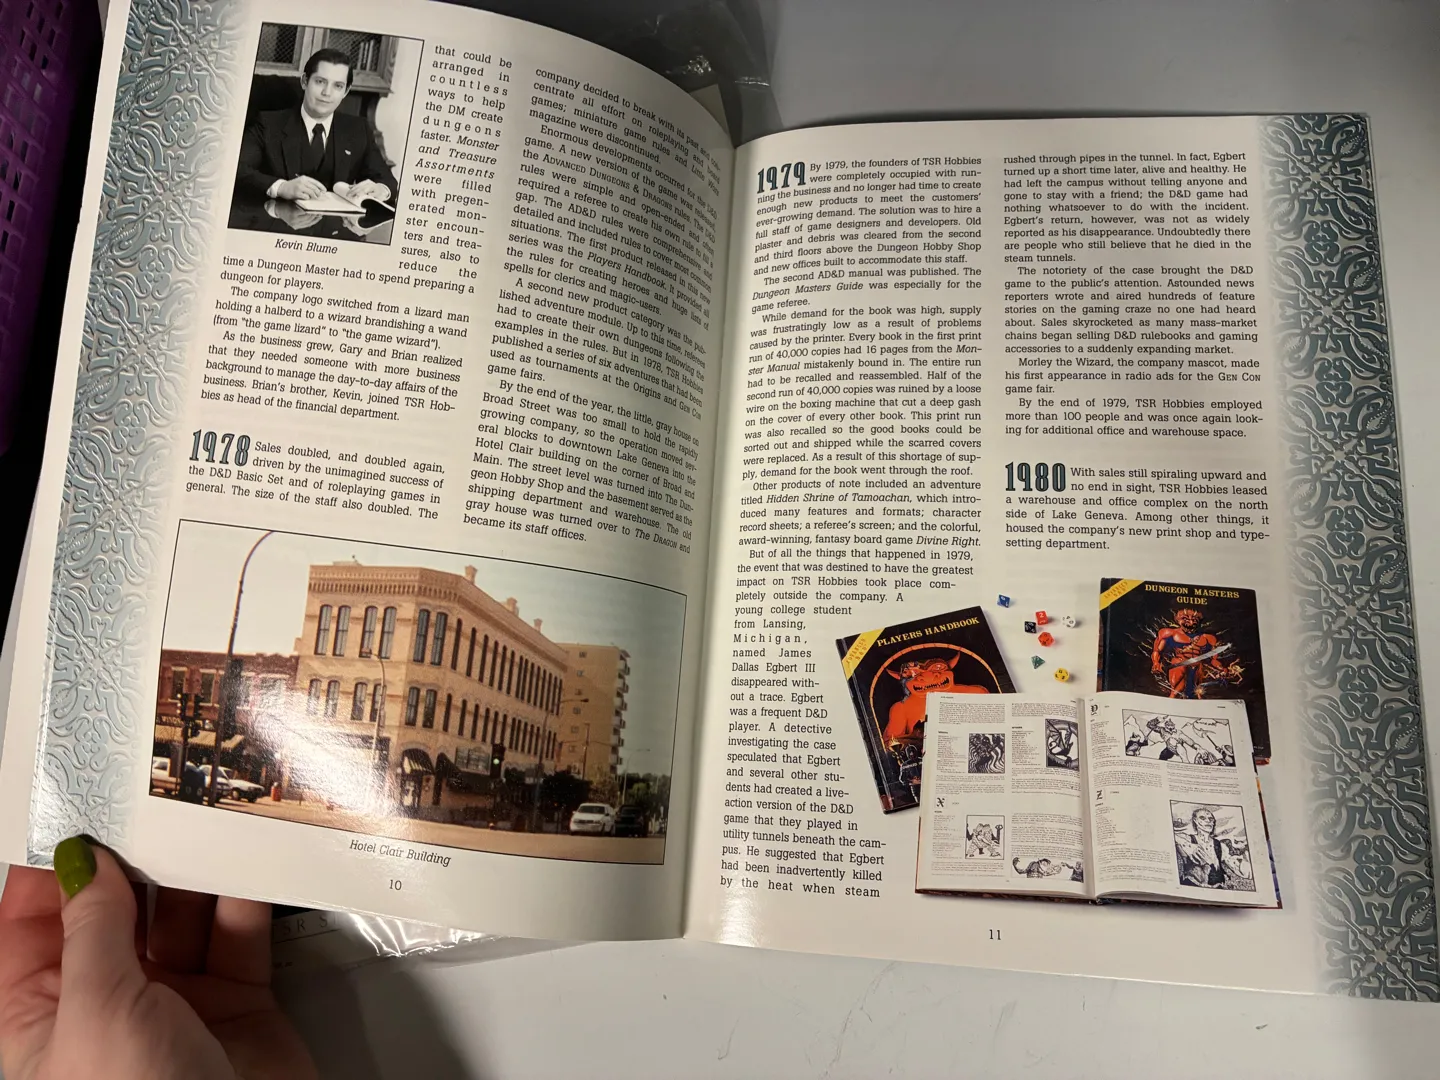 that could be
arranged in
countless
ways to help
the DM create
dungeons
faster. Monster
and Treasure
Assortments
were filled
with pregen-
erated mon-
ster encoun-
ters and trea-
sures, also to
reduce the
Kevin Blume
time a Dungeon Master had to spend preparing a
dungeon for players.
The company logo switched from a lizard man
holding a halberd to a wizard brandishing a wand
(from "the game lizard" to "the game wizard").
As the business grew, Gary and Brian realized
that they needed someone with more business
background to manage the day-to-day affairs of the
business. Brian's brother, Kevin, joined TSR Hob-
bies as head of the financial department.
1978 Sales doubled, and doubled again,
driven by the unimagined success of
the D&D Basic Set and of roleplaying games in
general. The size of the staff also doubled. The
company decided to break with its past and con-
centrate all effort on roleplaying and board
games; miniature game rules and Little Wars
magazine were discontinued.
Enormous developments occurred for the D&D
game. A new version of the game was released,
the ADVANCED DUNGEONS & DRAGONS rules. The D&D
rules were simple and open-ended and often
required a referee to create his own rule to fill a
gap. The AD&D rules were comprehensive and
detailed and included rules to cover most common
situations. The first product released in this new
series was the Players Handbook. It provided all
the rules for creating heroes and huge lists of
spells for clerics and magic-users.
A second new product category was the pub-
lished adventure module. Up to this time, referees
had to create their own dungeons following the
examples in the rules. But in 1978, TSR Hobbies
published a series of six adventures that had been
used as tournaments at the Origins and GEN CON
game fairs.
By the end of the year, the little, gray house on
Broad Street was too small to hold the rapidly
growing company, so the operation moved sev-
eral blocks to downtown Lake Geneva into the
Hotel Clair building on the corner of Broad and
Main. The street level was turned into The Dun-
geon Hobby Shop and the basement served as the
shipping department and warehouse. The old
gray house was turned over to The DRAGON and
became its staff offices.
Hotel Clair Building
10
1979 By 1979, the founders of TSR Hobbies
were completely occupied with run-
ning the business and no longer had time to create
enough new products to meet the customers'
ever-growing demand. The solution was to hire a
full staff of game designers and developers. Old
plaster and debris was cleared from the second
and third floors above the Dungeon Hobby Shop
and new offices built to accommodate this staff.
The second AD&D manual was published. The
Dungeon Masters Guide was especially for the
game referee.
While demand for the book was high, supply
was frustratingly low as a result of problems
caused by the printer. Every book in the first print
run of 40,000 copies had 16 pages from the Mon-
ster Manual mistakenly bound in. The entire run
had to be recalled and reassembled. Half of the
second run of 40,000 copies was ruined by a loose
wire on the boxing machine that cut a deep gash
on the cover of every other book. This print run
was also recalled so the good books could be
sorted out and shipped while the scarred covers
were replaced. As a result of this shortage of sup-
ply, demand for the book went through the roof.
Other products of note included an adventure
titled Hidden Shrine of Tamoachan, which intro-
duced many features and formats; character
record sheets; a referee's screen; and the colorful,
award-winning, fantasy board game Divine Right.
But of all the things that happened in 1979,
the event that was destined to have the greatest
impact on TSR Hobbies took place com-
pletely outside the company. A
young college student
from Lansing,
Michigan,
named James
Dallas Egbert III
disappeared with-
out a trace. Egbert
was a frequent D&D
player. A detective
investigating the case
speculated that Egbert
and several other stu-
dents had created a live-
action version of the D&D
game that they played in
utility tunnels beneath the cam-
pus. He suggested that Egbert
had been inadvertently killed
by the heat when steam
rushed through pipes in the tunnel. In fact, Egbert
turned up a short time later, alive and healthy. He
had left the campus without telling anyone and
gone to stay with a friend; the D&D game had
nothing whatsoever to do with the incident.
Egbert's return, however, was not as widely
reported as his disappearance. Undoubtedly there
are people who still believe that he died in the
steam tunnels.
The notoriety of the case brought the D&D
game to the public's attention. Astounded news
reporters wrote and aired hundreds of feature
stories on the gaming craze no one had heard
about. Sales skyrocketed as many mass-market
chains began selling D&D rulebooks and gaming
accessories to a suddenly expanding market.
Morley the Wizard, the company mascot, made
his first appearance in radio ads for the GEN CON
game fair.
By the end of 1979, TSR Hobbies employed
more than 100 people and was once again look-
ing for additional office and warehouse space.
1980 With sales still spiraling upward and
no end in sight, TSR Hobbies leased
a warehouse and office complex on the north
side of Lake Geneva. Among other things, it
housed the company's new print shop and type-
setting department.
PLAYERS HANDBOOK
DUNGEON MASTERS
GUIDE
11
TSR S